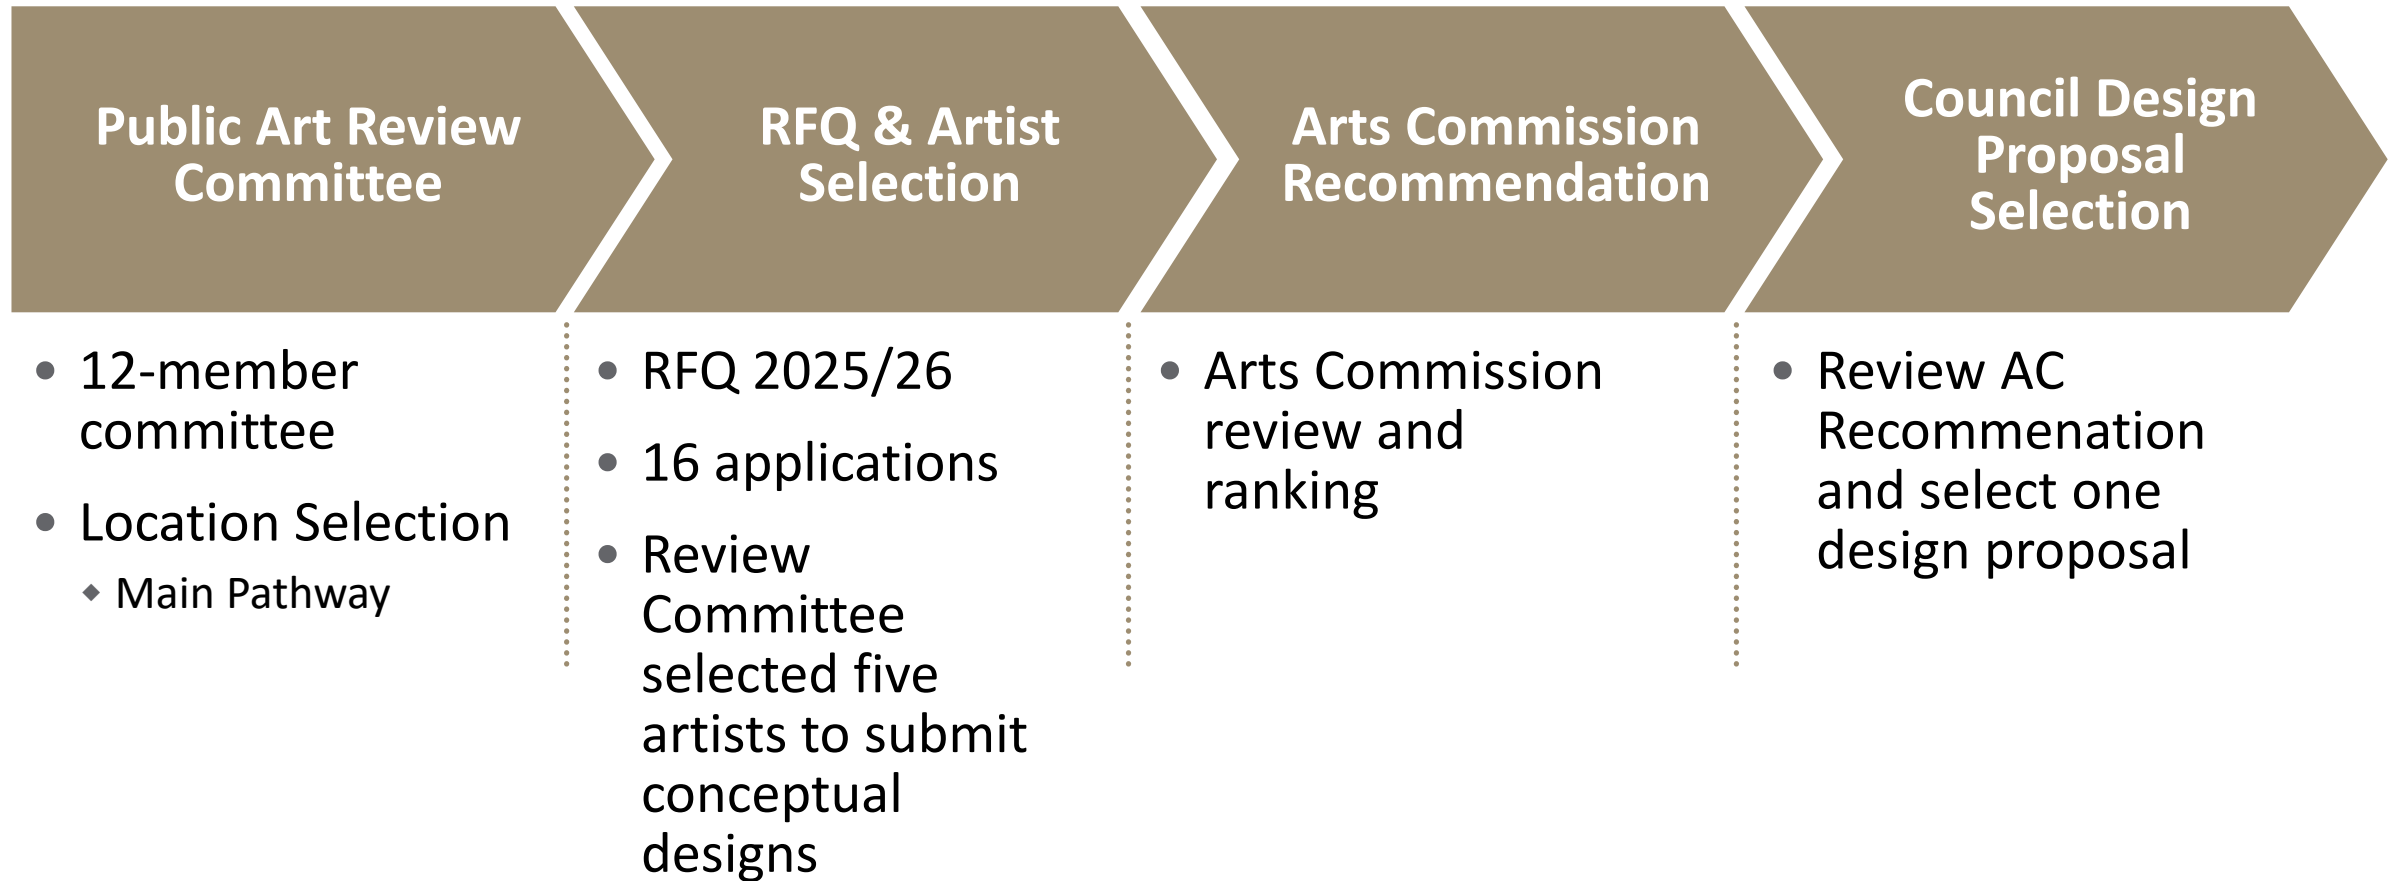 Public Art Review
Committee
RFQ & Artist
Selection
Arts Commission
Recommendation
Council Design
Proposal
Selection
• 12-member
committee
• Location Selection
◆ Main Pathway
• RFQ 2025/26
• 16 applications
• Review
Committee
selected five
artists to submit
conceptual
designs
• Arts Commission
review and
ranking
• Review AC
Recommenation
and select one
design proposal